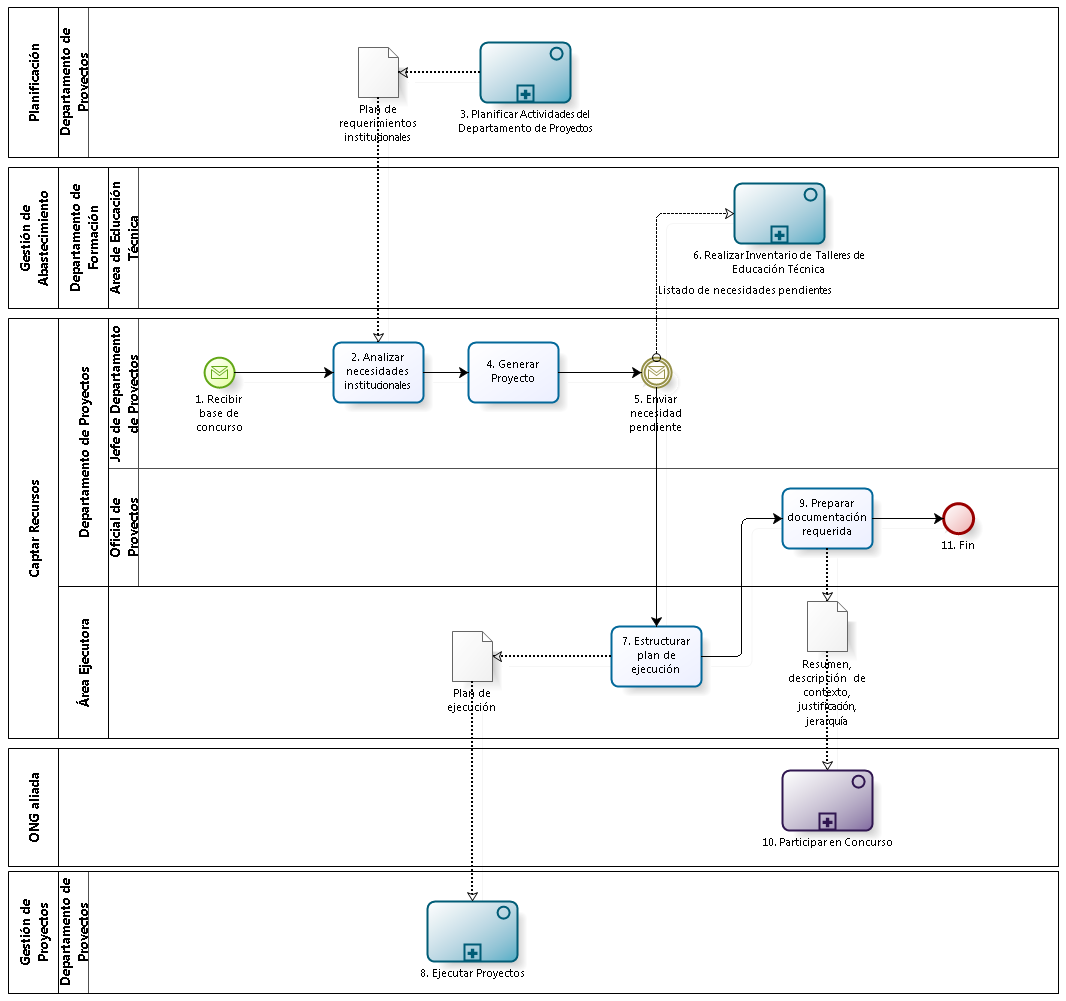 Planificación
Departamento de
Proyectos
Plan de
requerimientos
institucionales
3. Planificar Actividades del
Departamento de Proyectos
Gestión de
Abastecimiento
Departamento de
Formación
Área de Educación
Técnica
6. Realizar Inventario de Talleres de
Educación Técnica
Listado de necesidades pendientes
Captar Recursos
Departamento de Proyectos
Jefe de Departamento
de Proyectos
1. Recibir
base de
concurso
2. Analizar
necesidades
institucionales
4. Generar
Proyecto
5. Enviar
necesidad
pendiente
Oficial de
Proyectos
9. Preparar
documentación
requerida
11. Fin
Área Ejecutora
Plan de
ejecución
7. Estructurar
plan de
ejecución
Resumen,
descripción de
contexto,
justificación,
jerarquía
ONG aliada
10. Participar en Concurso
Gestión de
Proyectos
Departamento de
Proyectos
8. Ejecutar Proyectos